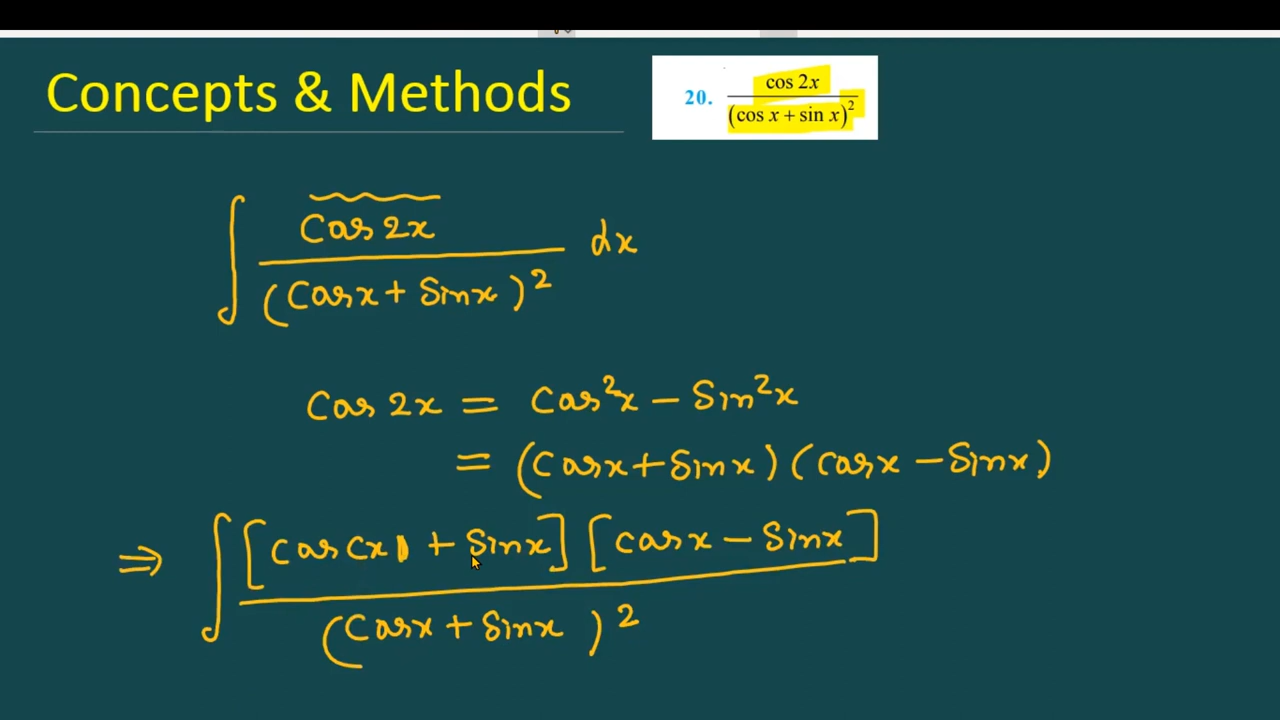 Concepts & Methods
20. cos 2x
(cos x + sin x)²
∫ Cos 2x dx
(Cosx + Sinx)²
Cos 2x = Cos²x − Sin²x
= (Cosx + Sinx) (Cosx − Sinx)
⇒ ∫ [Cos(x) + Sinx] [Cosx − Sinx]
(Cosx + Sinx)²